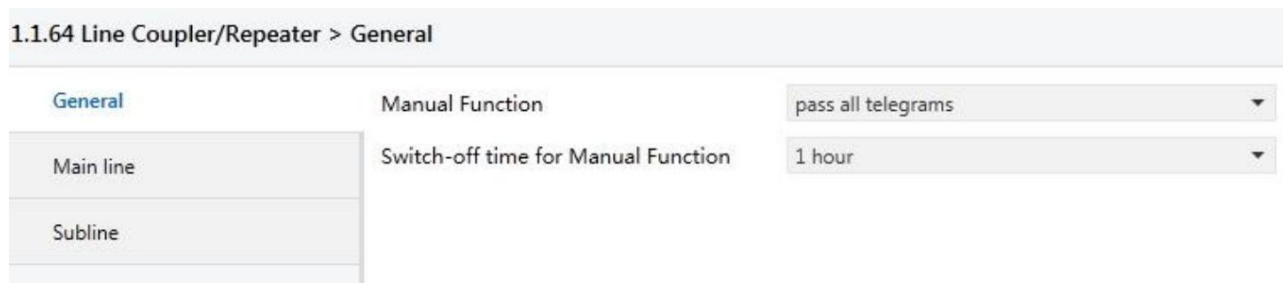 1.1.64 Line Coupler/Repeater > General
General
Manual Function pass all telegrams
Switch-off time for Manual Function 1 hour
Main line
Subline